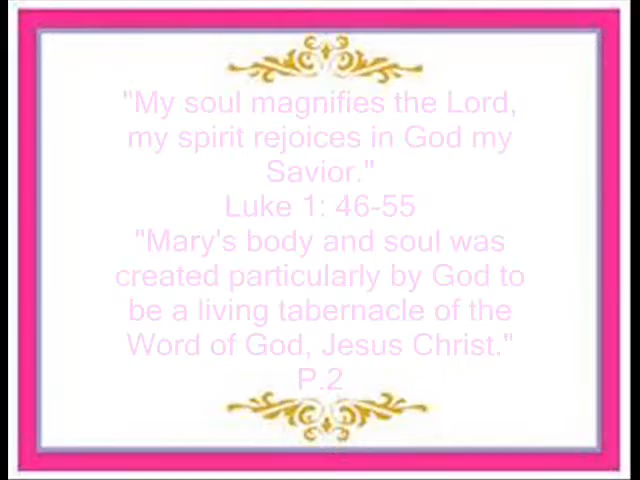 "My soul magnifies the Lord,
my spirit rejoices in God my
Savior."
Luke 1: 46-55
"Mary's body and soul was
created particularly by God to
be a living tabernacle of the
Word of God, Jesus Christ."
P.2